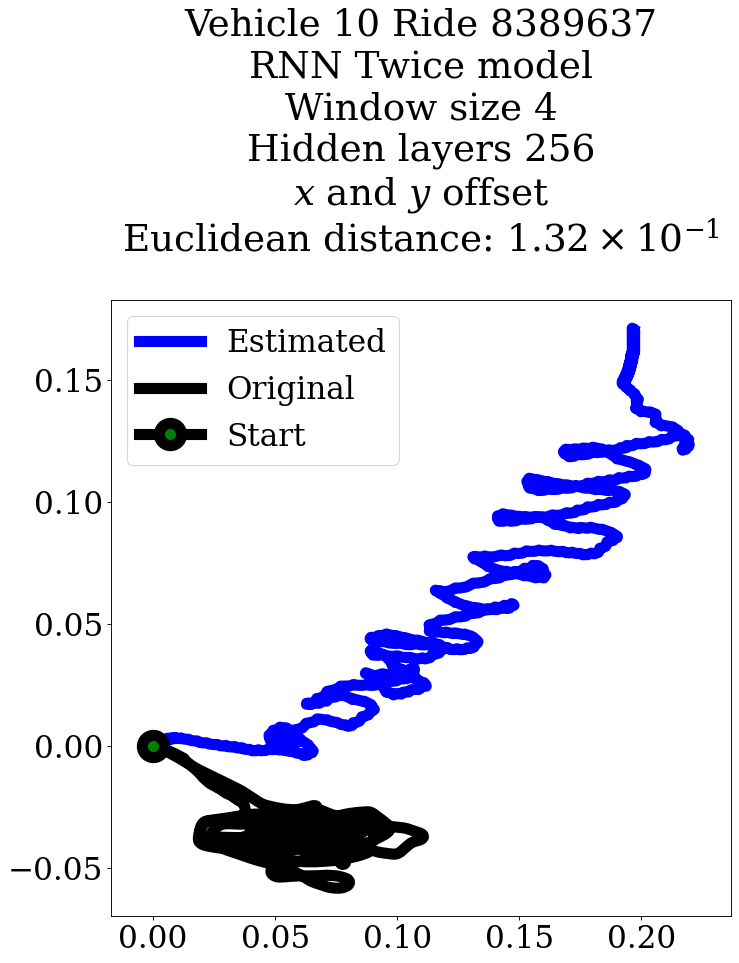 Vehicle 10 Ride 8389637
RNN Twice model
Window size 4
Hidden layers 256
x and y offset
Euclidean distance: 1.32 × 10⁻¹
Estimated
Original
Start
0.15
0.10
0.05
0.00
−0.05
0.00 0.05 0.10 0.15 0.20